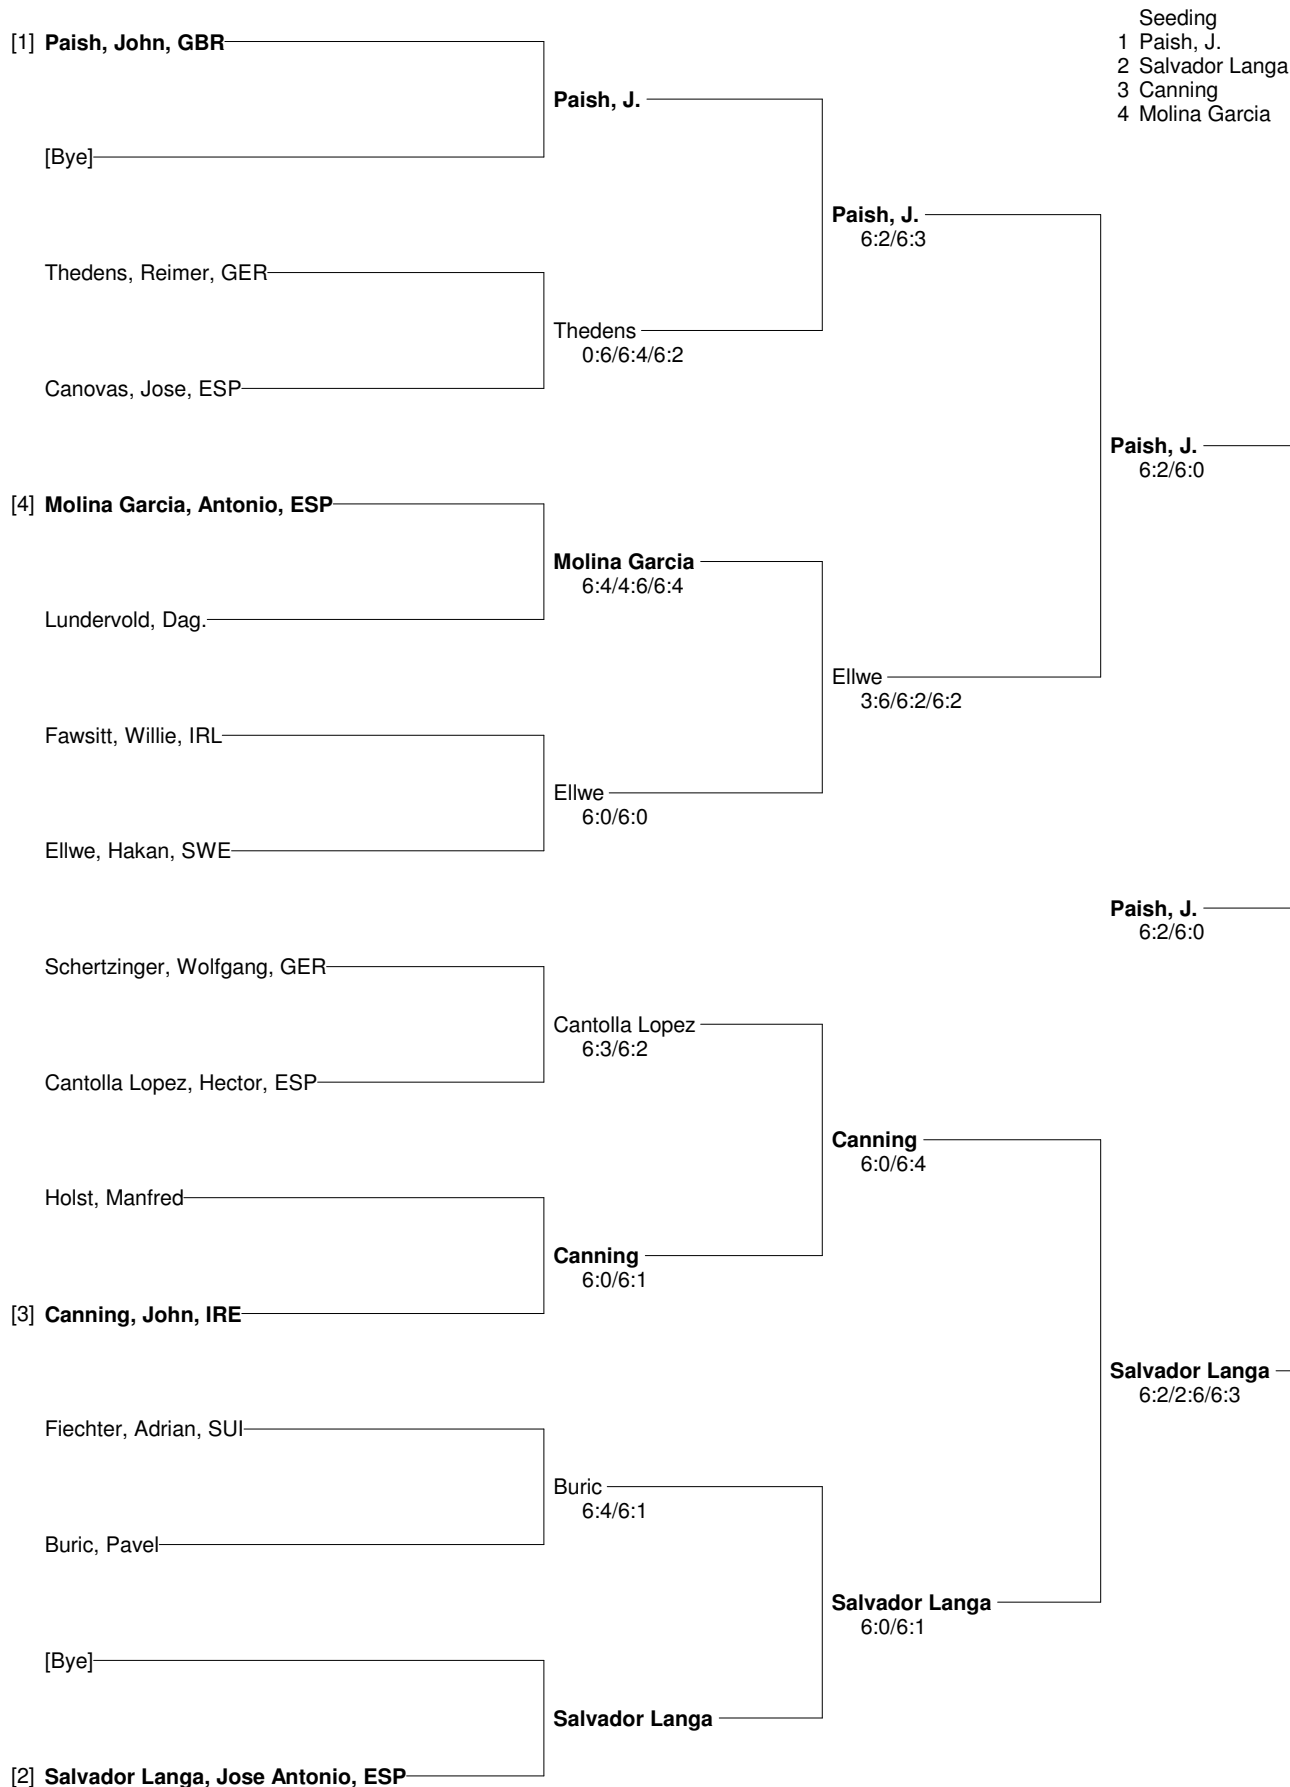 Seeding
1 Paish, J.
2 Salvador Langa
3 Canning
4 Molina Garcia
[1] Paish, John, GBR
Paish, J.
[Bye]
Paish, J.
6:2/6:3
Thedens, Reimer, GER
Thedens
0:6/6:4/6:2
Canovas, Jose, ESP
Paish, J.
6:2/6:0
[4] Molina Garcia, Antonio, ESP
Molina Garcia
6:4/4:6/6:4
Lundervold, Dag.
Ellwe
3:6/6:2/6:2
Fawsitt, Willie, IRL
Ellwe
6:0/6:0
Ellwe, Hakan, SWE
Paish, J.
6:2/6:0
Schertzinger, Wolfgang, GER
Cantolla Lopez
6:3/6:2
Cantolla Lopez, Hector, ESP
Canning
6:0/6:4
Holst, Manfred
Canning
6:0/6:1
[3] Canning, John, IRE
Salvador Langa
6:2/2:6/6:3
Fiechter, Adrian, SUI
Buric
6:4/6:1
Buric, Pavel
Salvador Langa
6:0/6:1
[Bye]
Salvador Langa
[2] Salvador Langa, Jose Antonio, ESP